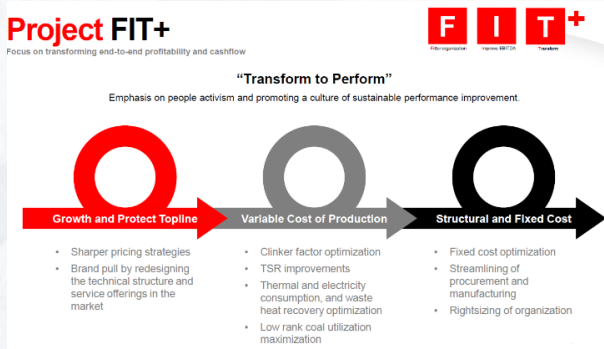 Project FIT+
Focus on transforming end-to-end profitability and cashflow
F I T +
Fitter organization Improve EBITDA Transform
“Transform to Perform”
Emphasis on people activism and promoting a culture of sustainable performance improvement.
Growth and Protect Topline
Variable Cost of Production
Structural and Fixed Cost
• Sharper pricing strategies
• Brand pull by redesigning
the technical structure and
service offerings in the
market
• Clinker factor optimization
• TSR improvements
• Thermal and electricity
consumption, and waste
heat recovery optimization
• Low rank coal utilization
maximization
• Fixed cost optimization
• Streamlining of
procurement and
manufacturing
• Rightsizing of organization